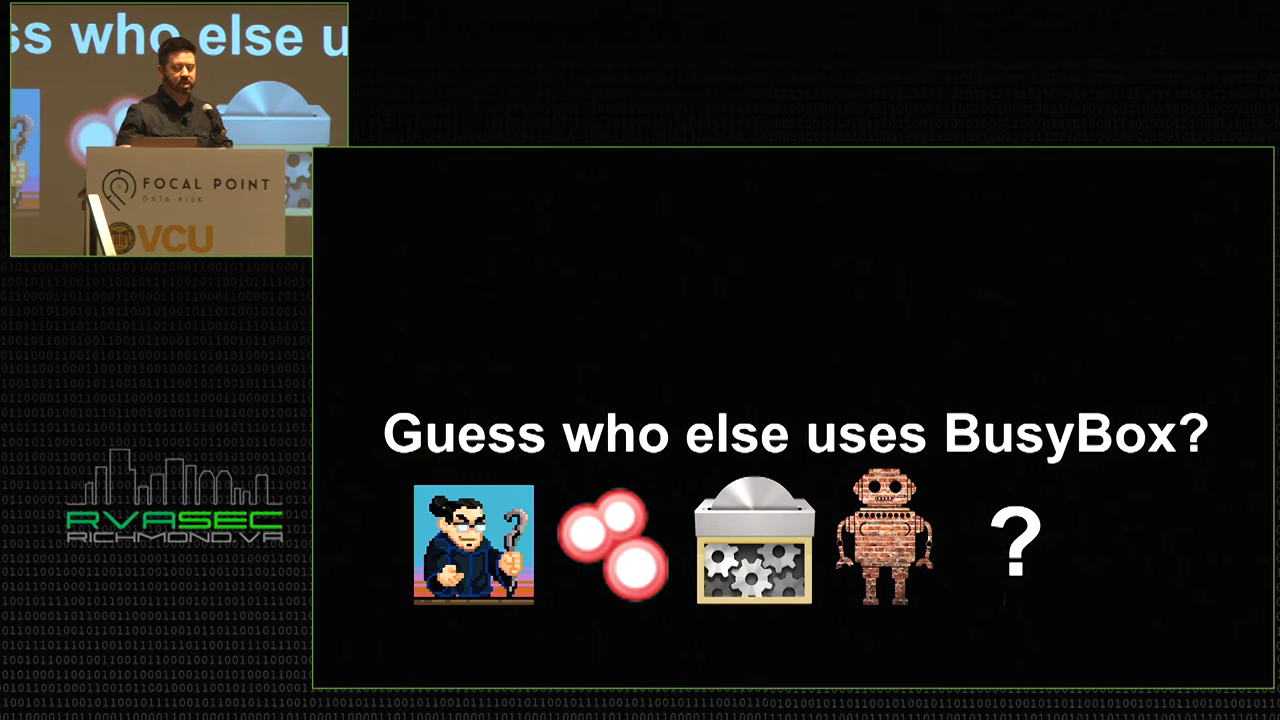 ss who else u
FOCAL POINT
DATA RISK
VCU
Guess who else uses BusyBox?
?
RVASEC
RICHMOND.VA